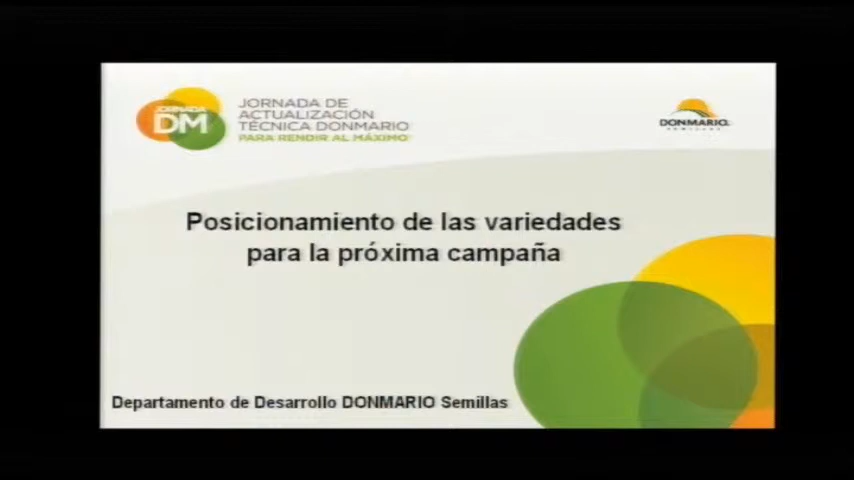 JORNADA
DM
JORNADA DE
ACTUALIZACIÓN
TÉCNICA DONMARIO
PARA RENDIR AL MÁXIMO
DONMARIO
SEMILLAS
Posicionamiento de las variedades
para la próxima campaña
Departamento de Desarrollo DONMARIO Semillas